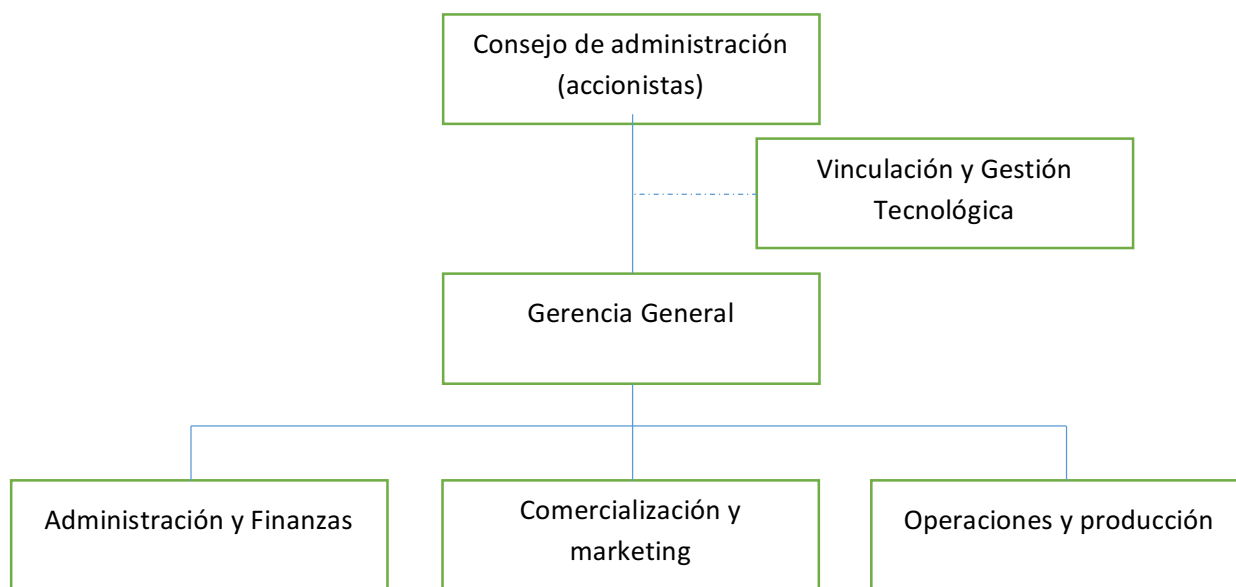 Consejo de administración
(accionistas)
Vinculación y Gestión
Tecnológica
Gerencia General
Administración y Finanzas
Comercialización y
marketing
Operaciones y producción